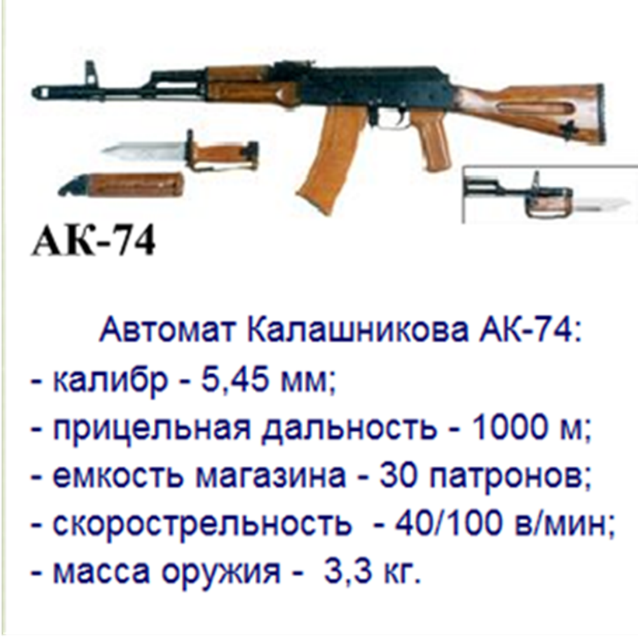 АК-74
Автомат Калашникова АК-74:
- калибр - 5,45 мм;
- прицельная дальность - 1000 м;
- емкость магазина - 30 патронов;
- скорострельность - 40/100 в/мин;
- масса оружия - 3,3 кг.